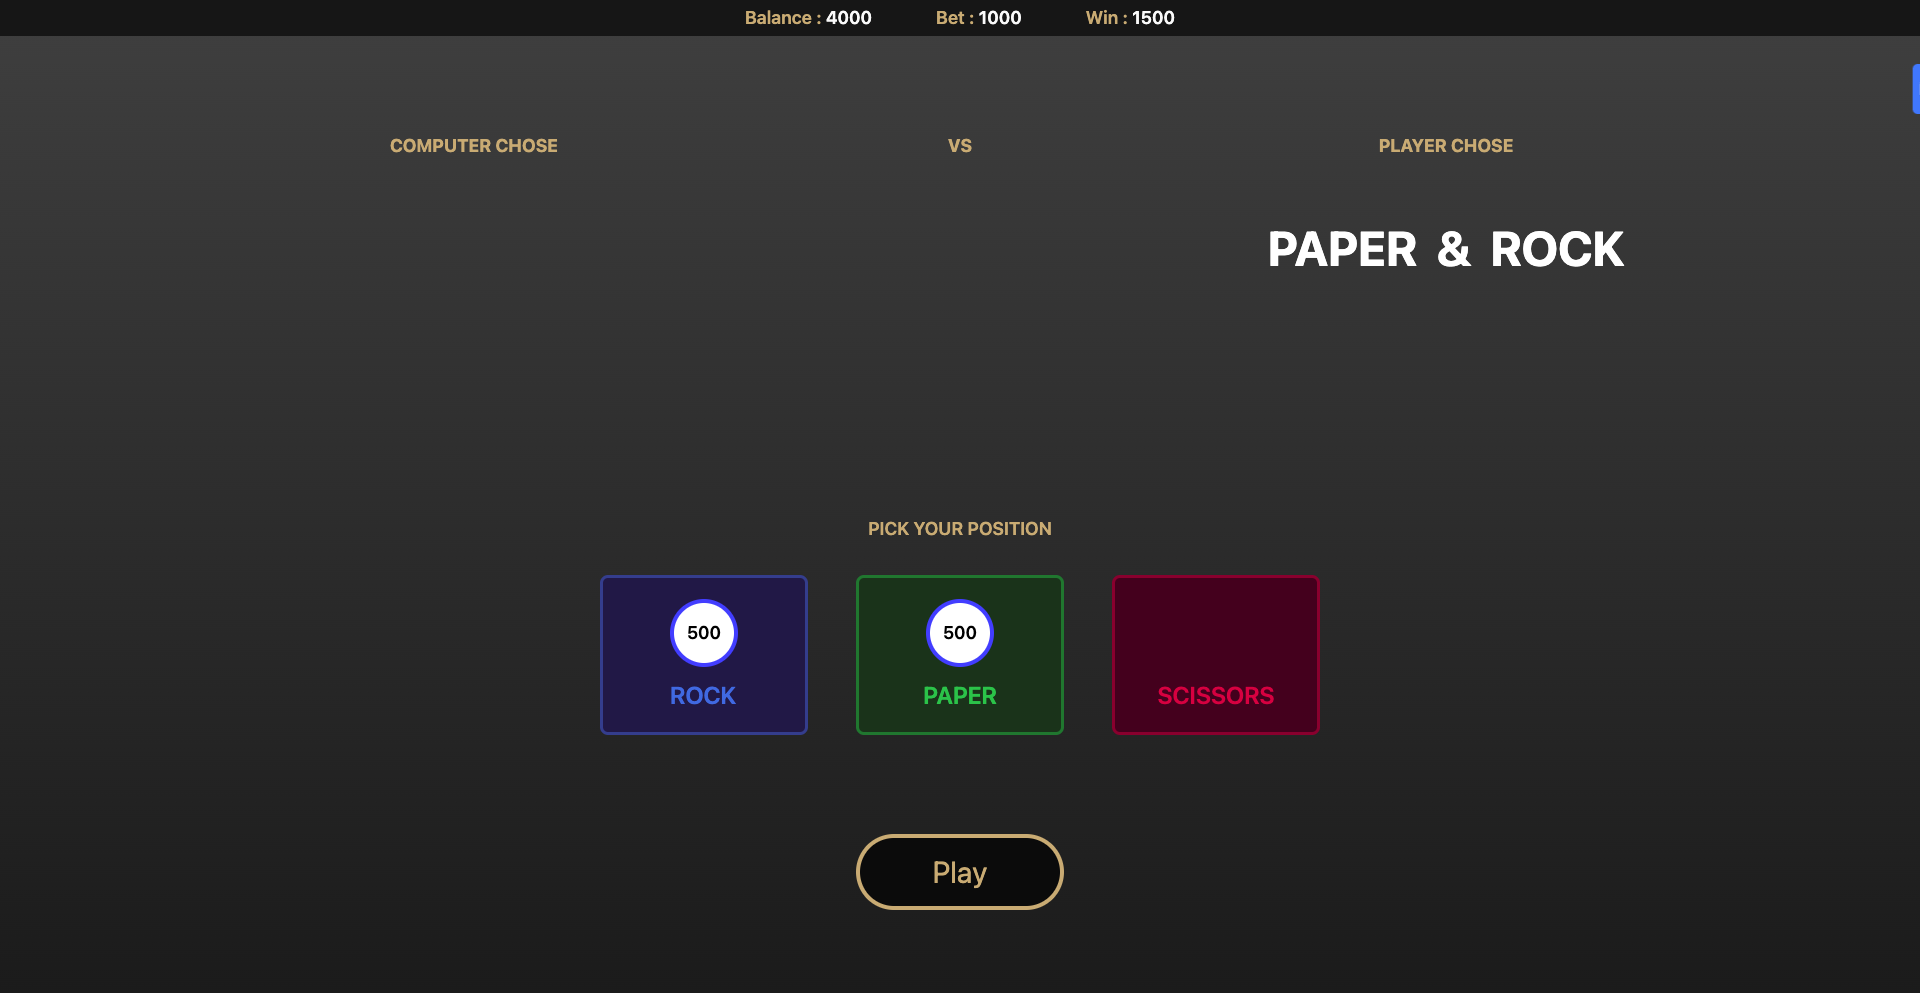 Balance : 4000 Bet : 1000 Win : 1500
COMPUTER CHOSE VS PLAYER CHOSE
PAPER & ROCK
PICK YOUR POSITION
500 500
ROCK PAPER SCISSORS
Play